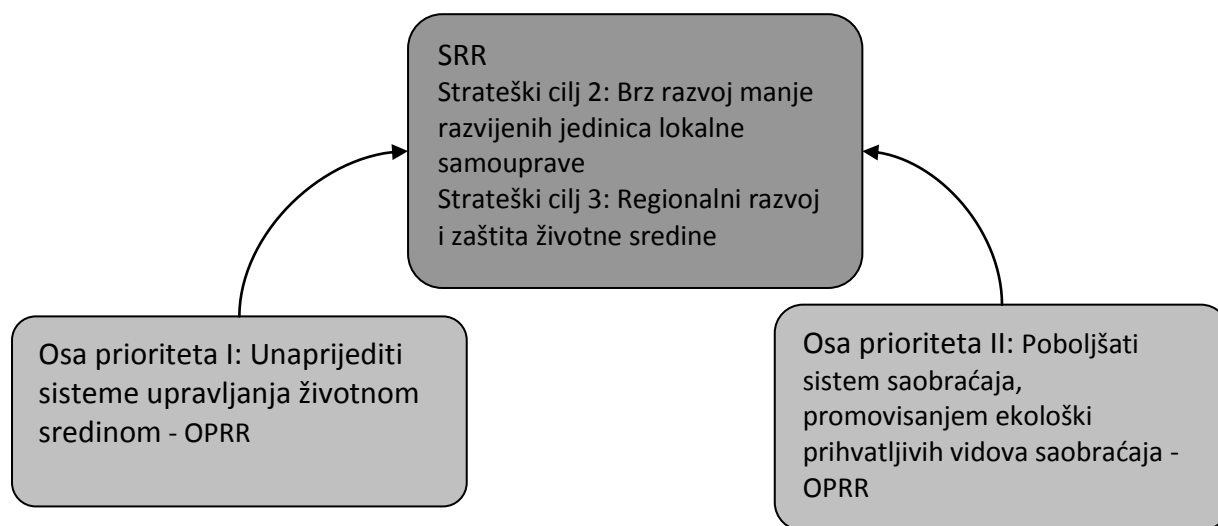 SRR
Strateški cilj 2: Brz razvoj manje
razvijenih jedinica lokalne
samouprave
Strateški cilj 3: Regionalni razvoj
i zaštita životne sredine
Osa prioriteta I: Unaprijediti
sisteme upravljanja životnom
sredinom - OPRR
Osa prioriteta II: Poboljšati
sistem saobraćaja,
promovisanjem ekološki
prihvatljivih vidova saobraćaja -
OPRR